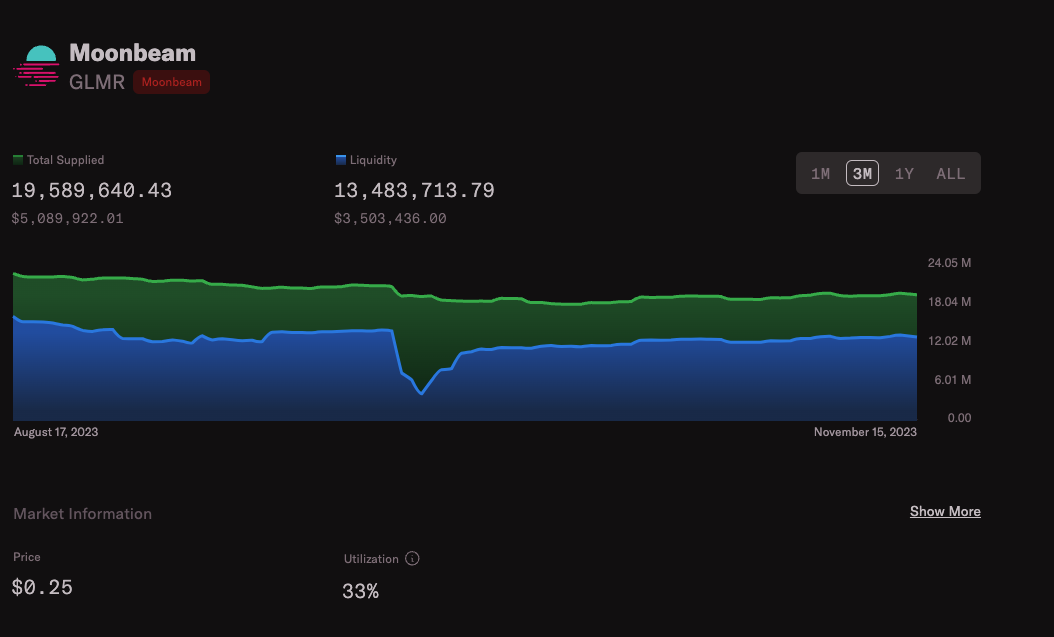 Moonbeam
GLMR Moonbeam
Total Supplied
19,589,640.43
$5,089,922.01
Liquidity
13,483,713.79
$3,503,436.00
1M 3M 1Y ALL
24.05 M
18.04 M
12.02 M
6.01 M
0.00
August 17, 2023
November 15, 2023
Market Information
Show More
Price
$0.25
Utilization
33%